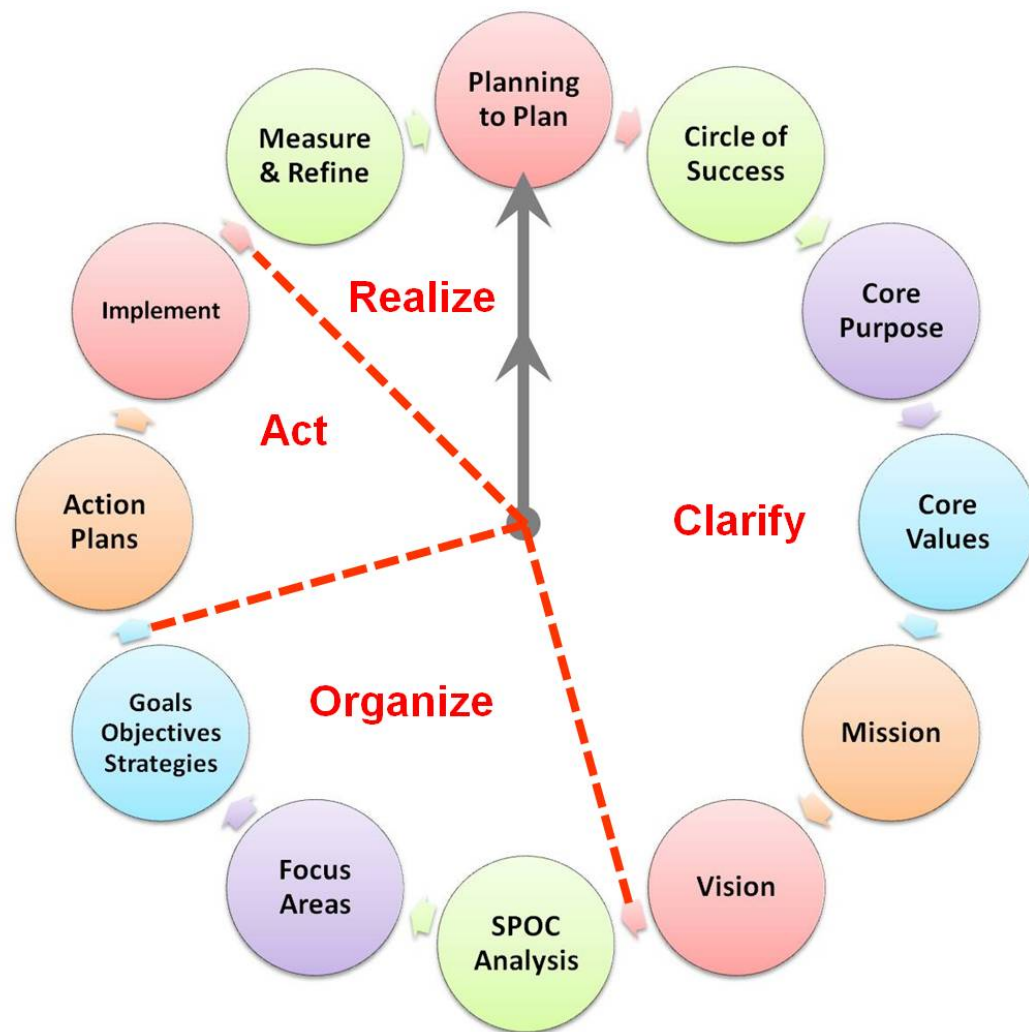 Planning
to Plan
Circle of
Success
Core
Purpose
Core
Values
Mission
Vision
SPOC
Analysis
Focus
Areas
Goals
Objectives
Strategies
Action
Plans
Implement
Measure
& Refine
Realize
Act
Clarify
Organize